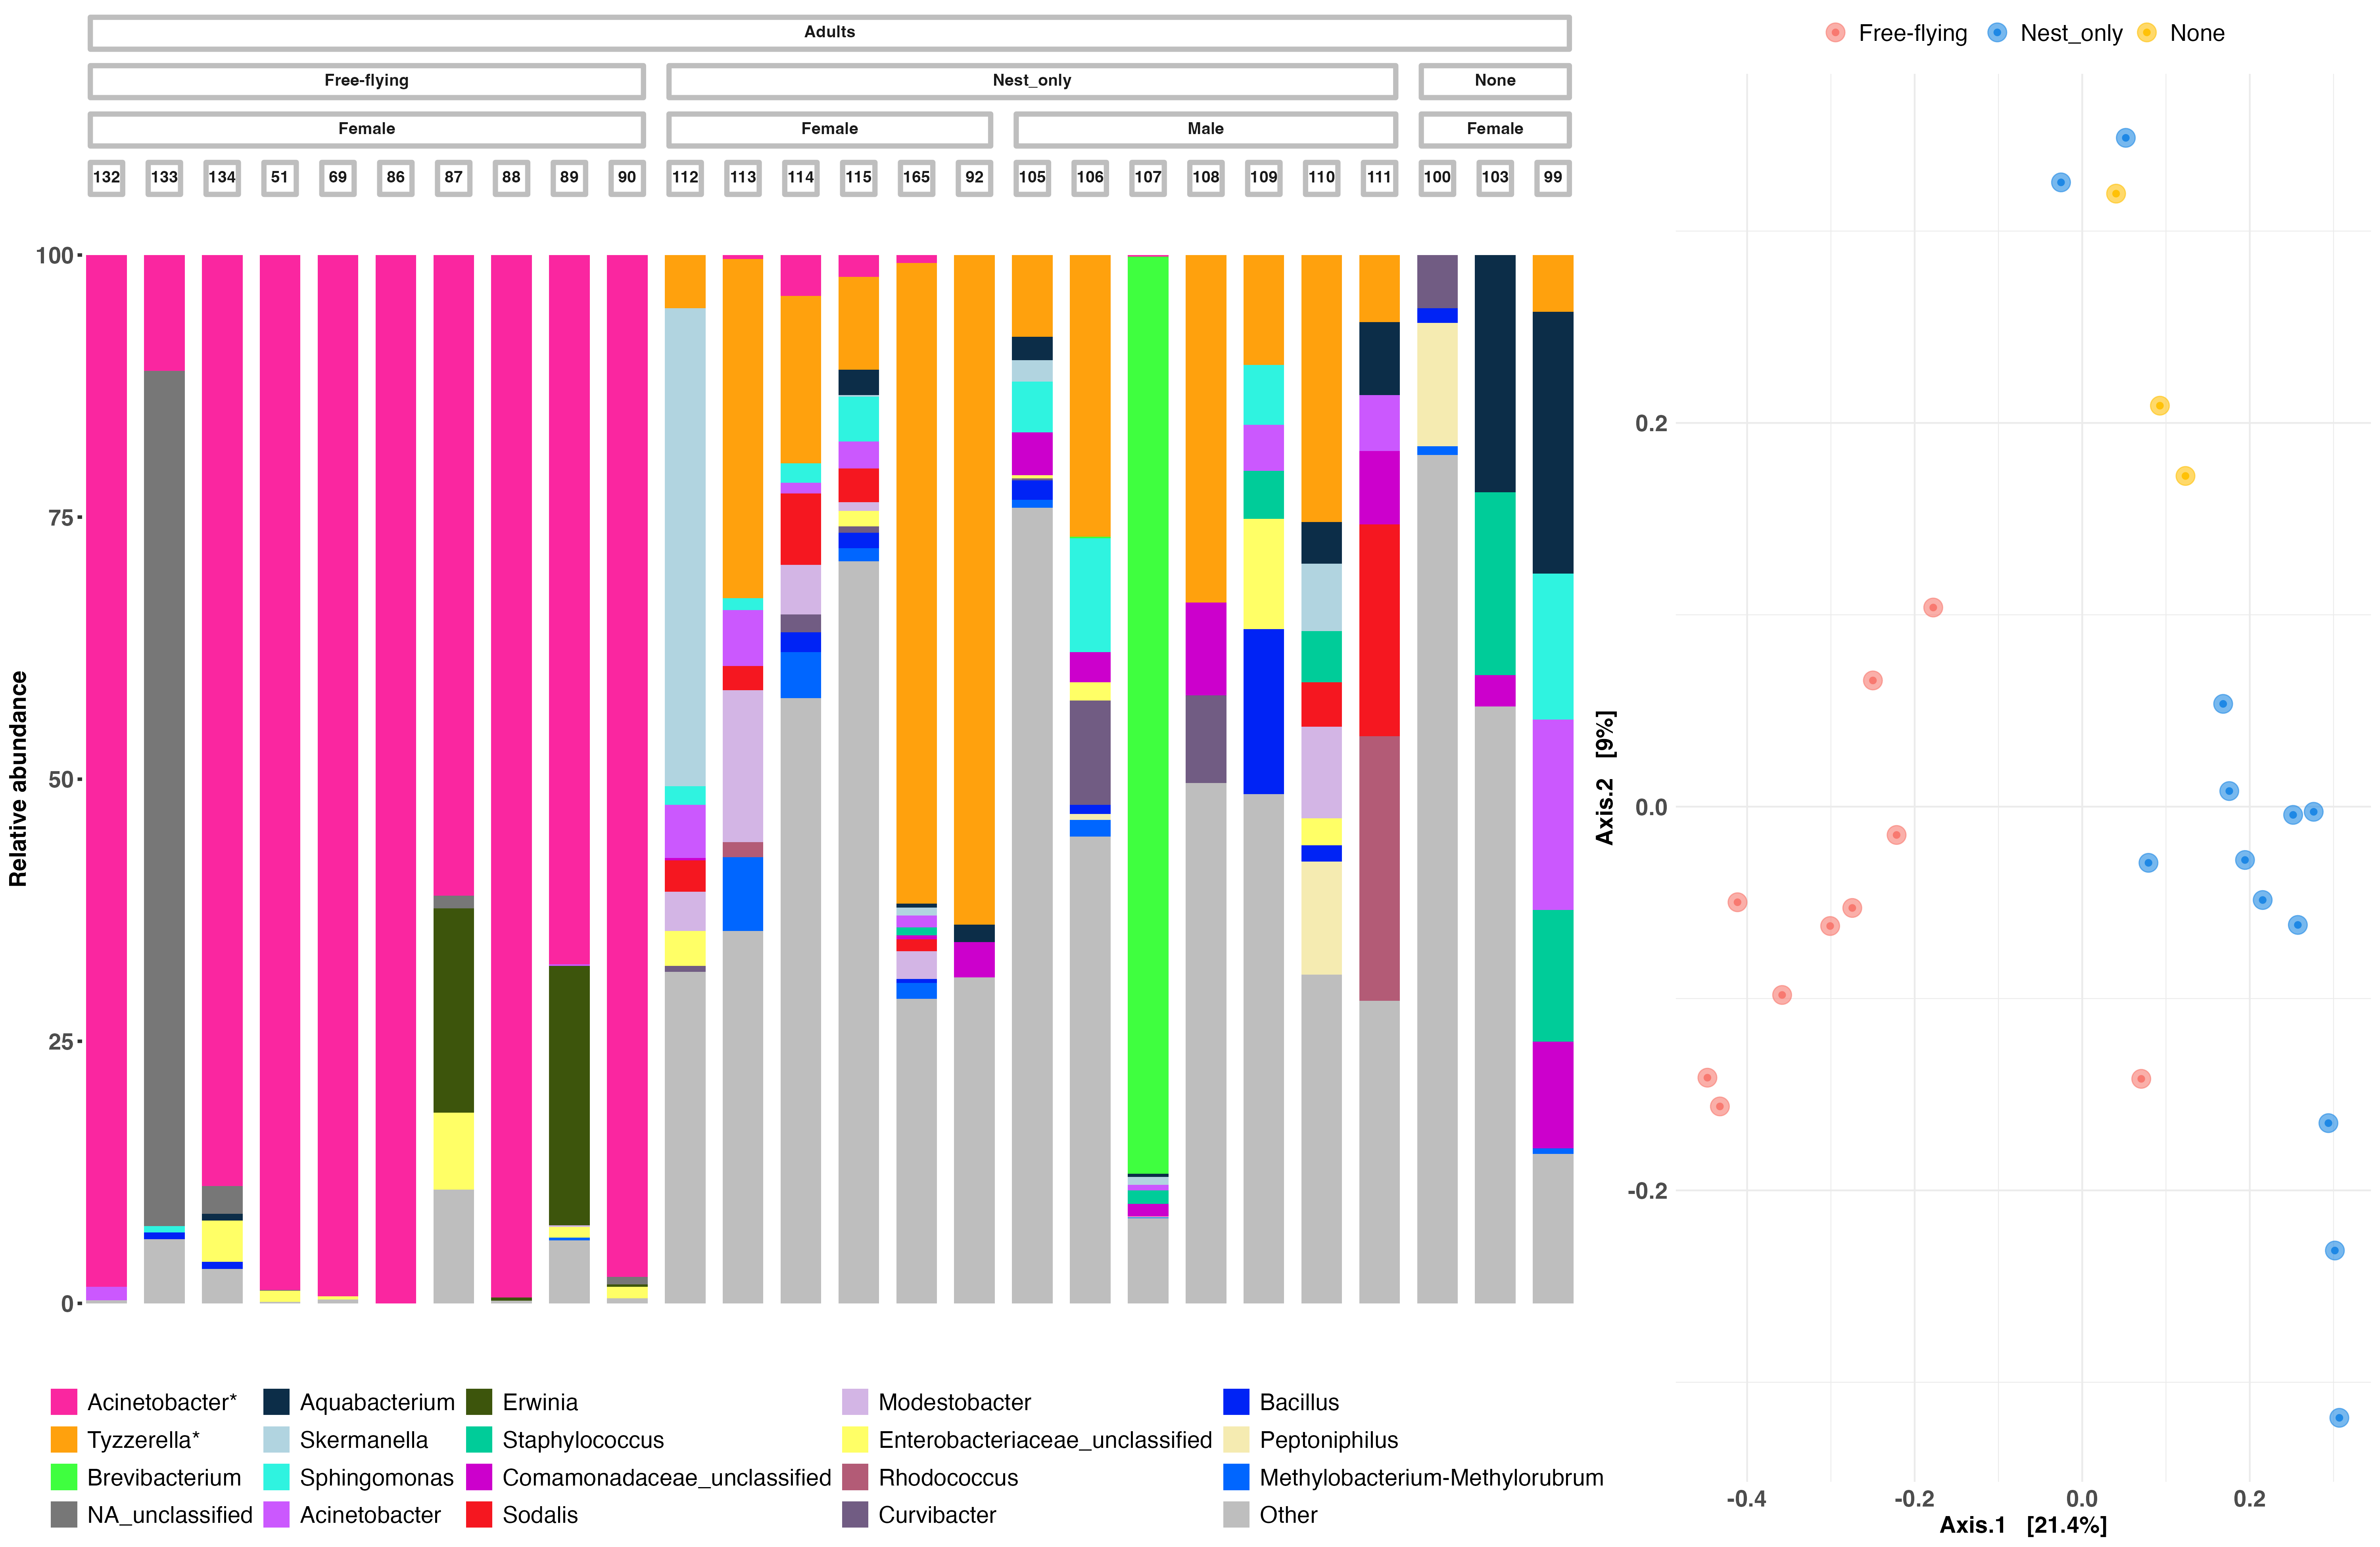 Adults
Free-flying Nest_only None
Female Female Male Female
132 133 134 51 69 86 87 88 89 90 112 113 114 115 165 92 105 106 107 108 109 110 111 100 103 99
100
75
50
25
0
Relative abundance
Acinetobacter* Aquabacterium Erwinia Modestobacter Bacillus
Tyzzerella* Skermanella Staphylococcus Enterobacteriaceae_unclassified Peptoniphilus
Brevibacterium Sphingomonas Comamonadaceae_unclassified Rhodococcus Methylobacterium-Methylorubrum
NA_unclassified Acinetobacter Sodalis Curvibacter Other
Free-flying Nest_only None
0.2
0.0
-0.2
Axis.2 [9%]
-0.4 -0.2 0.0 0.2
Axis.1 [21.4%]